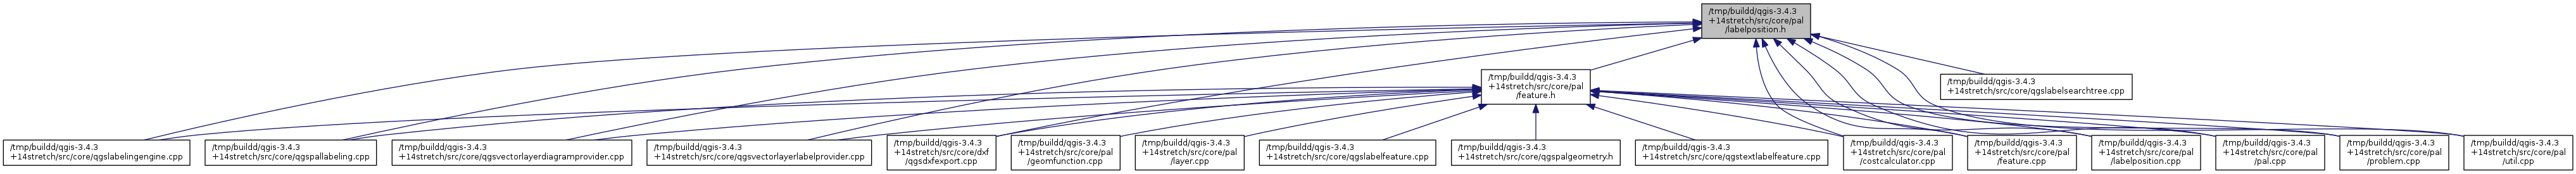 /tmp/buildd/qgis-3.4.3
+14stretch/src/core/pal
/labelposition.h
/tmp/buildd/qgis-3.4.3
+14stretch/src/core/pal
/feature.h
/tmp/buildd/qgis-3.4.3
+14stretch/src/core/qgslabelsearchtree.cpp
/tmp/buildd/qgis-3.4.3
+14stretch/src/core/qgslabelingengine.cpp
/tmp/buildd/qgis-3.4.3
+14stretch/src/core/qgspallabeling.cpp
/tmp/buildd/qgis-3.4.3
+14stretch/src/core/qgsvectorlayerdiagramprovider.cpp
/tmp/buildd/qgis-3.4.3
+14stretch/src/core/qgsvectorlayerlabelprovider.cpp
/tmp/buildd/qgis-3.4.3
+14stretch/src/core/dxf
/qgsdxfexport.cpp
/tmp/buildd/qgis-3.4.3
+14stretch/src/core/pal
/geomfunction.cpp
/tmp/buildd/qgis-3.4.3
+14stretch/src/core/pal
/layer.cpp
/tmp/buildd/qgis-3.4.3
+14stretch/src/core/qgslabelfeature.cpp
/tmp/buildd/qgis-3.4.3
+14stretch/src/core/qgspalgeometry.h
/tmp/buildd/qgis-3.4.3
+14stretch/src/core/qgstextlabelfeature.cpp
/tmp/buildd/qgis-3.4.3
+14stretch/src/core/pal
/costcalculator.cpp
/tmp/buildd/qgis-3.4.3
+14stretch/src/core/pal
/feature.cpp
/tmp/buildd/qgis-3.4.3
+14stretch/src/core/pal
/labelposition.cpp
/tmp/buildd/qgis-3.4.3
+14stretch/src/core/pal
/pal.cpp
/tmp/buildd/qgis-3.4.3
+14stretch/src/core/pal
/problem.cpp
/tmp/buildd/qgis-3.4.3
+14stretch/src/core/pal
/util.cpp